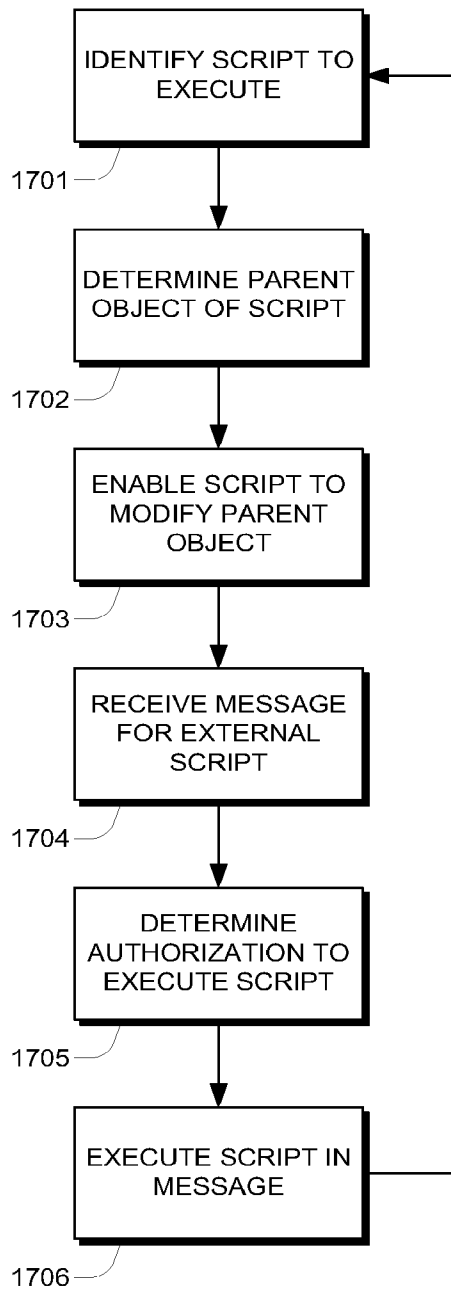 IDENTIFY SCRIPT TO
EXECUTE
1701
DETERMINE PARENT
OBJECT OF SCRIPT
1702
ENABLE SCRIPT TO
MODIFY PARENT
OBJECT
1703
RECEIVE MESSAGE
FOR EXTERNAL
SCRIPT
1704
DETERMINE
AUTHORIZATION TO
EXECUTE SCRIPT
1705
EXECUTE SCRIPT IN
MESSAGE
1706